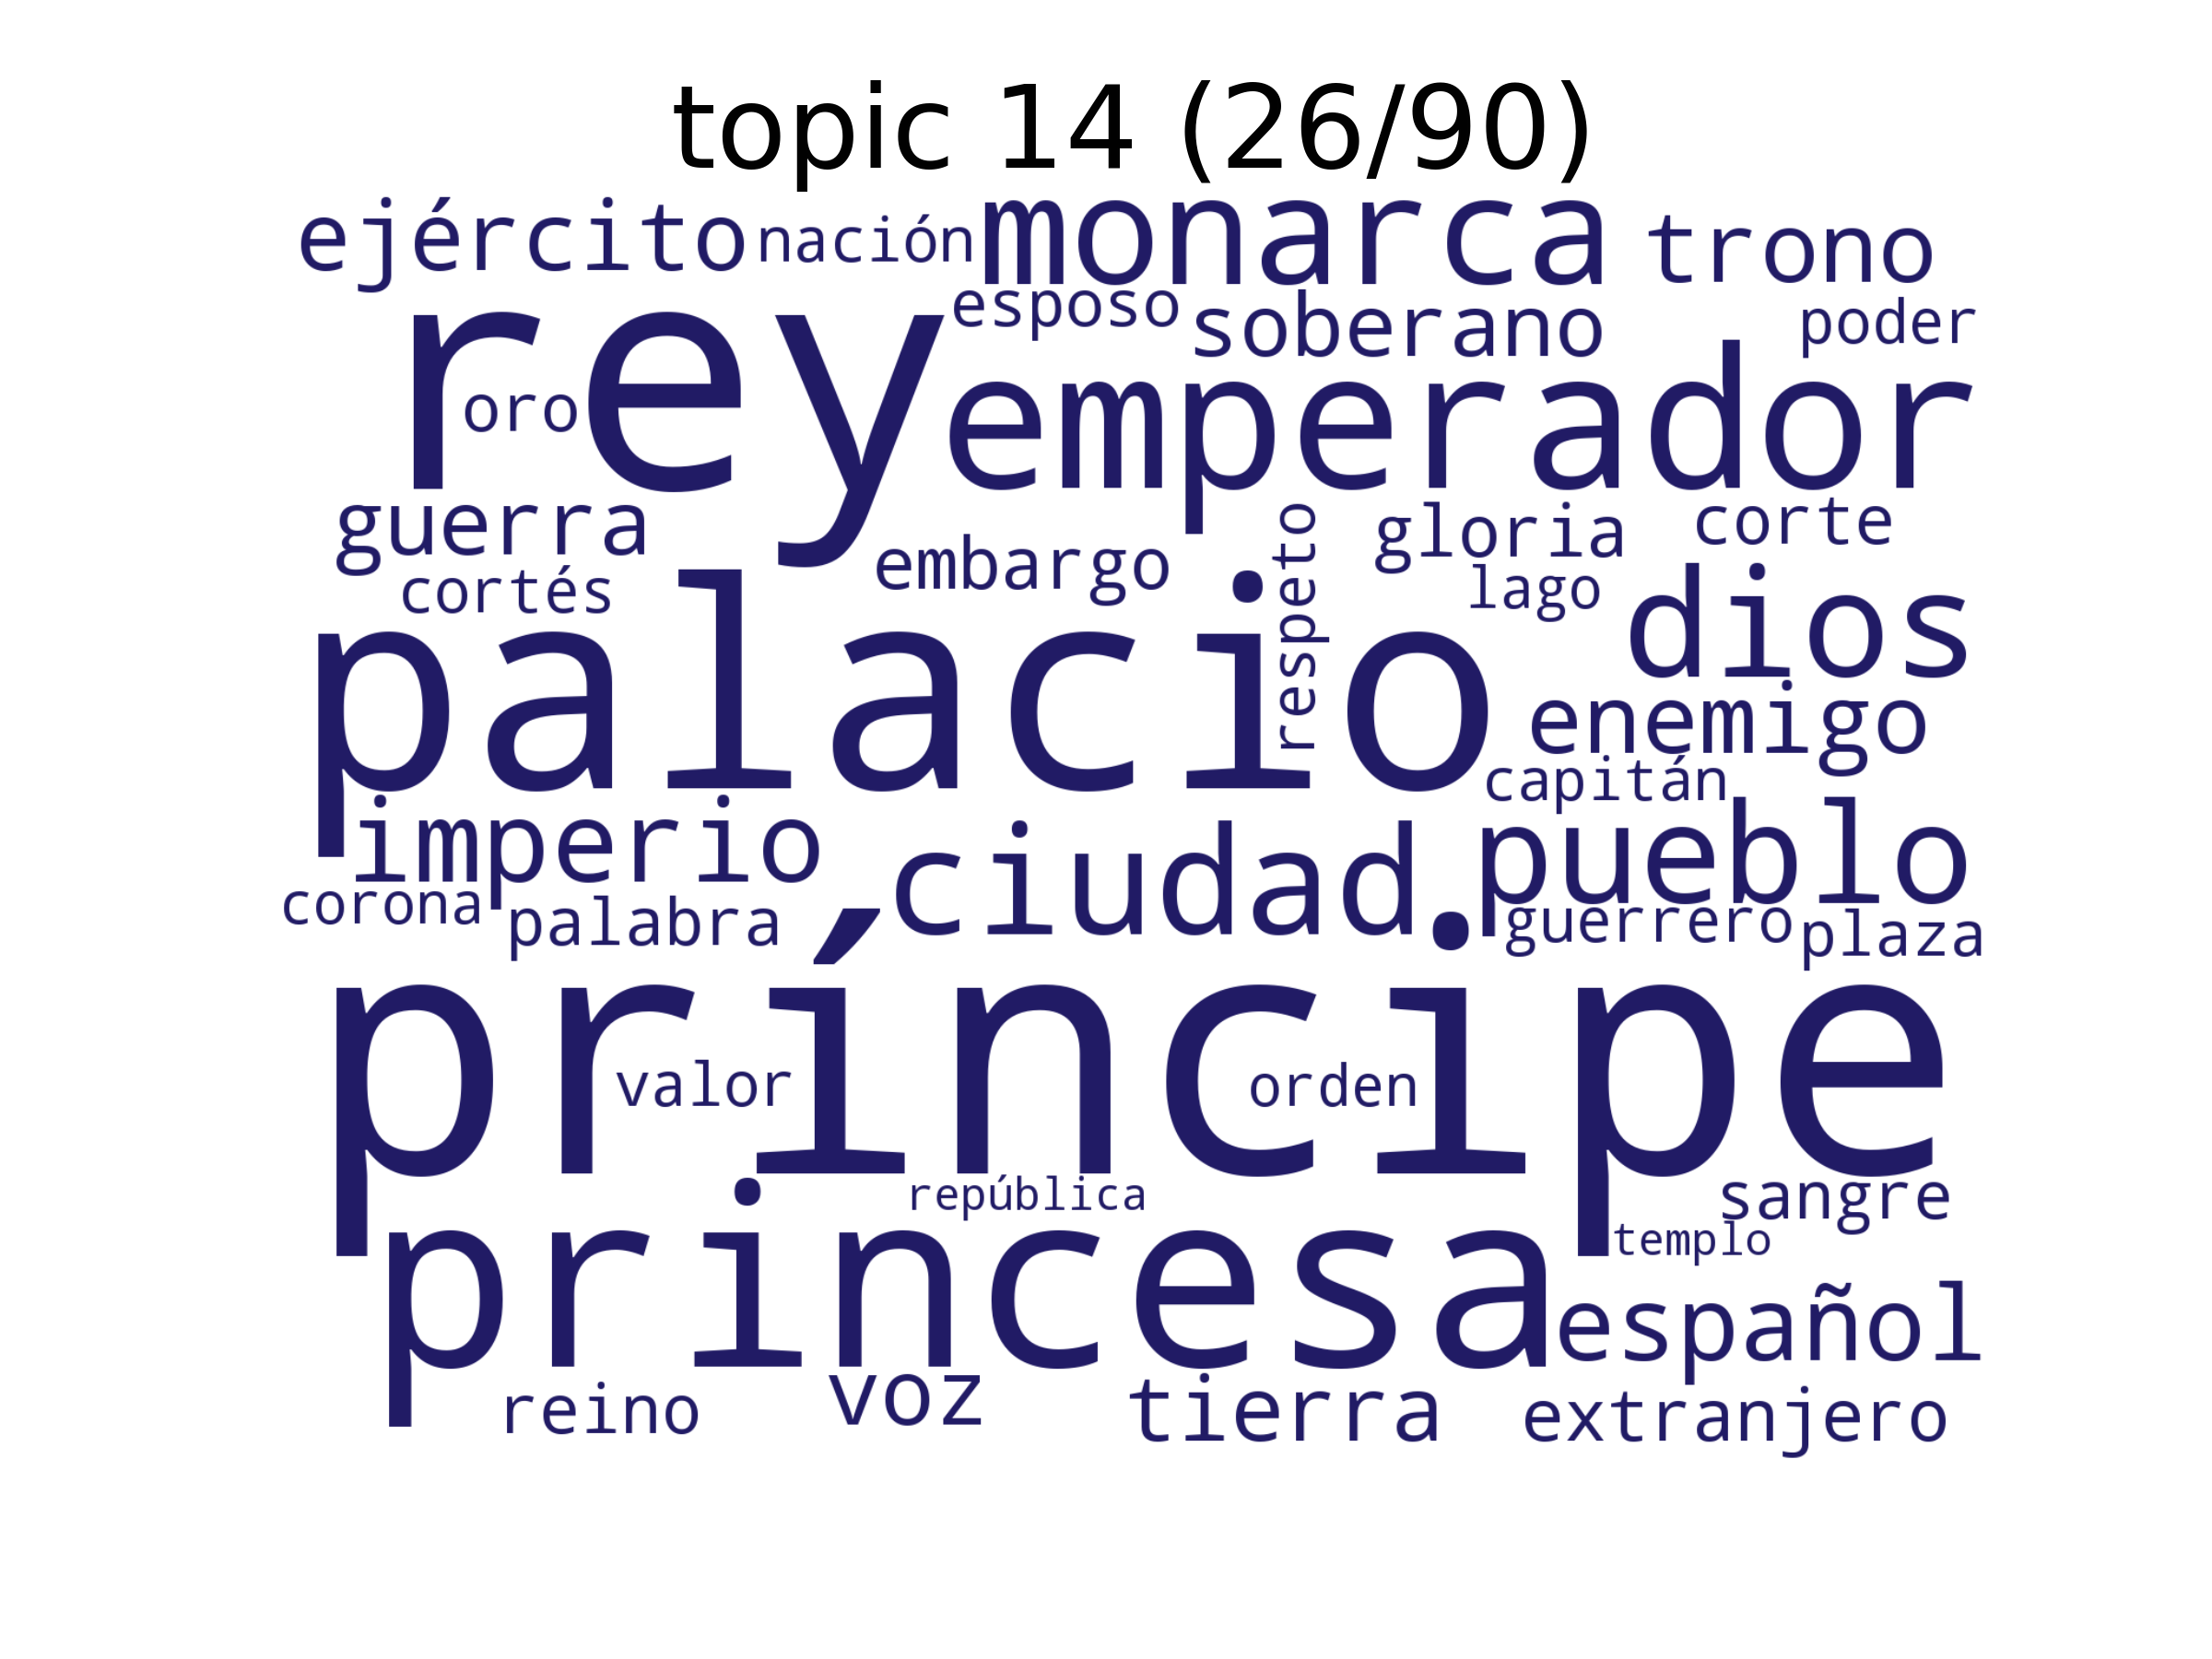 topic 14 (26/90)
ejército nación monarca trono
esposo soberano poder
rey oro emperador
guerra embargo respeto gloria corte
cortés lago dios
palacio enemigo
capitán
imperio ciudad pueblo
corona palabra guerrero plaza
príncipe
valor orden
república sangre
templo
princesa español
reino voz tierra extranjero